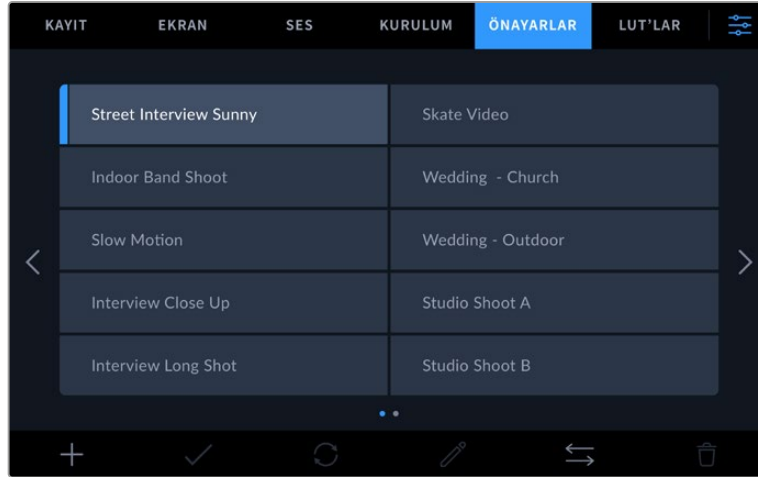 KAYIT EKRAN SES KURULUM ÖNAYARLAR LUT'LAR
Street Interview Sunny Skate Video
Indoor Band Shoot Wedding - Church
Slow Motion Wedding - Outdoor
Interview Close Up Studio Shoot A
Interview Long Shot Studio Shoot B